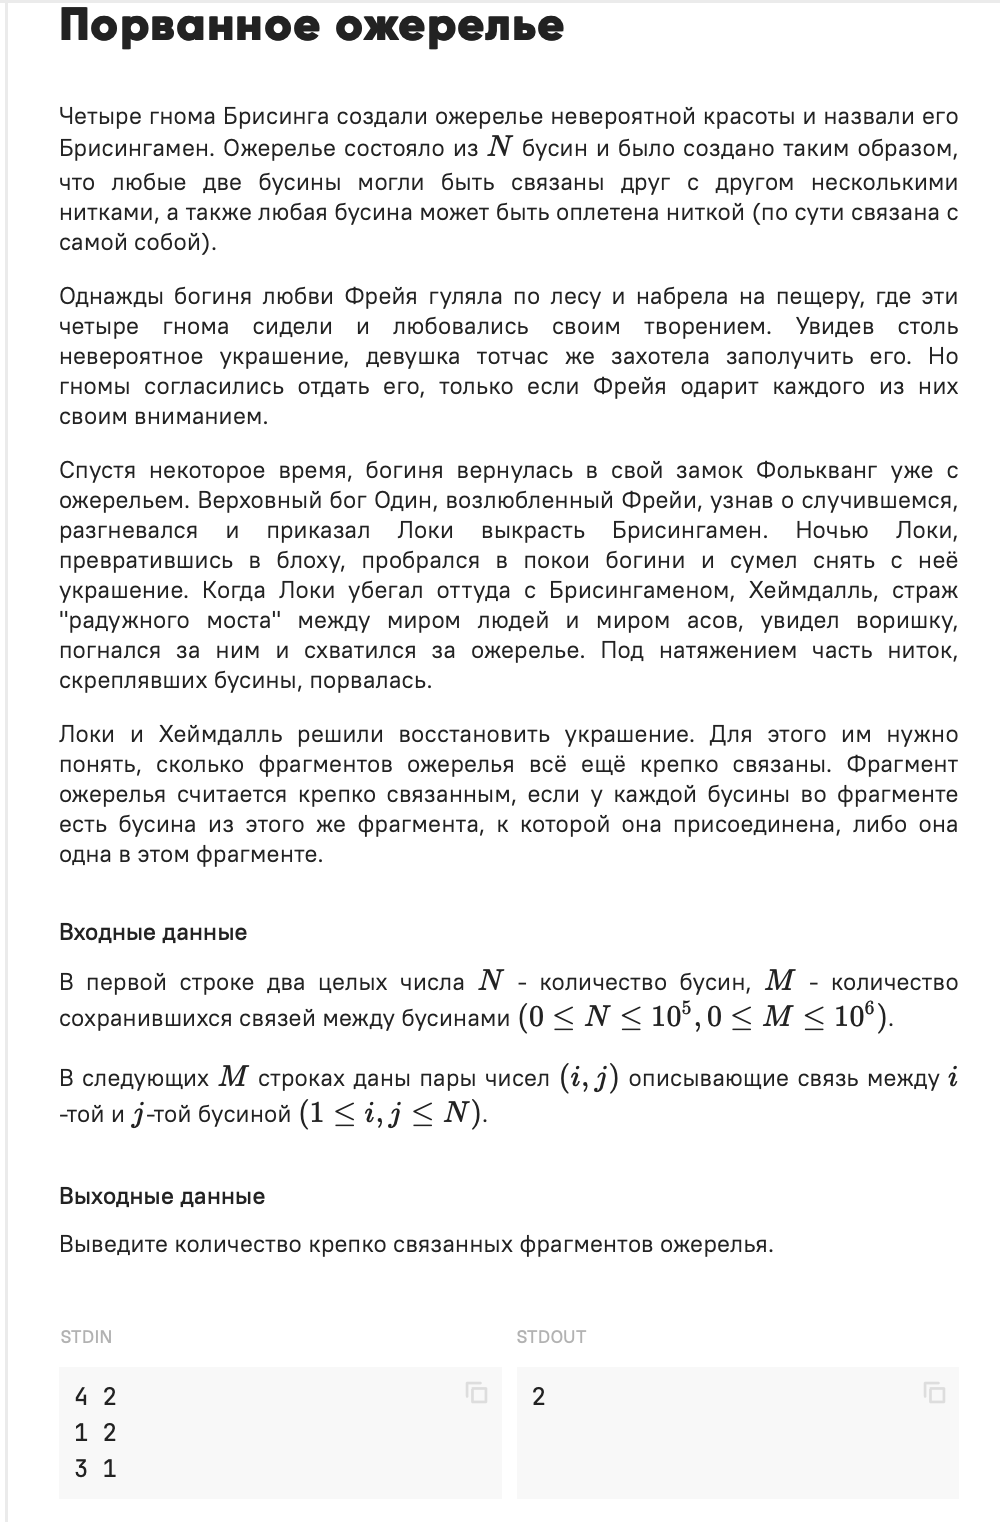 Порванное ожерелье
Четыре гнома Брисинга создали ожерелье невероятной красоты и назвали его
Брисингамен. Ожерелье состояло из N бусин и было создано таким образом,
что любые две бусины могли быть связаны друг с другом несколькими
нитками, а также любая бусина может быть оплетена ниткой (по сути связана с
самой собой).
Однажды богиня любви Фрейя гуляла по лесу и набрела на пещеру, где эти
четыре гнома сидели и любовались своим творением. Увидев столь
невероятное украшение, девушка тотчас же захотела заполучить его. Но
гномы согласились отдать его, только если Фрейя одарит каждого из них
своим вниманием.
Спустя некоторое время, богиня вернулась в свой замок Фолькванг уже с
ожерельем. Верховный бог Один, возлюбленный Фрейи, узнав о случившемся,
разгневался и приказал Локи выкрасть Брисингамен. Ночью Локи,
превратившись в блоху, пробрался в покои богини и сумел снять с неё
украшение. Когда Локи убегал оттуда с Брисингаменом, Хеймдалль, страж
"радужного моста" между миром людей и миром асов, увидел воришку,
погнался за ним и схватился за ожерелье. Под натяжением часть ниток,
скреплявших бусины, порвалась.
Локи и Хеймдалль решили восстановить украшение. Для этого им нужно
понять, сколько фрагментов ожерелья всё ещё крепко связаны. Фрагмент
ожерелья считается крепко связанным, если у каждой бусины во фрагменте
есть бусина из этого же фрагмента, к которой она присоединена, либо она
одна в этом фрагменте.
Входные данные
В первой строке два целых числа N - количество бусин, M - количество
сохранившихся связей между бусинами (0 ≤ N ≤ 10⁵, 0 ≤ M ≤ 10⁶).
В следующих M строках даны пары чисел (i, j) описывающие связь между i
-той и j-той бусиной (1 ≤ i, j ≤ N).
Выходные данные
Выведите количество крепко связанных фрагментов ожерелья.
STDIN
4 2
1 2
3 1
STDOUT
2